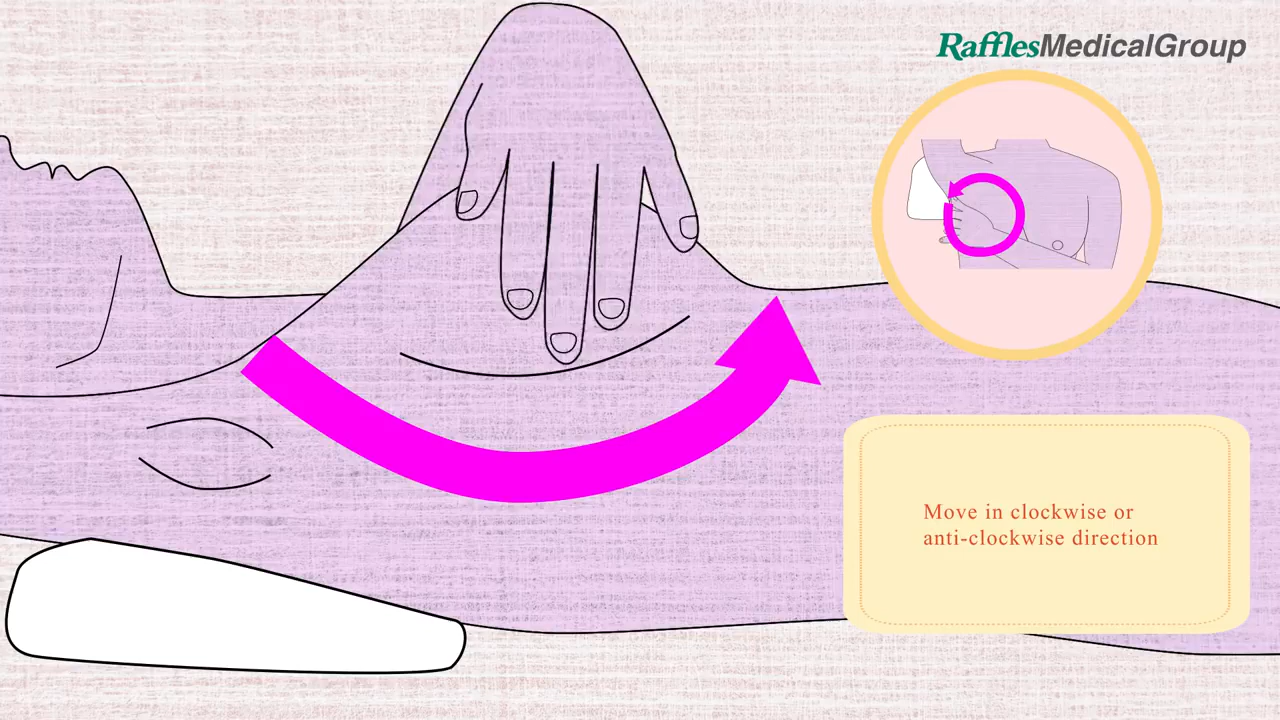 RafflesMedicalGroup
Move in clockwise or
anti-clockwise direction